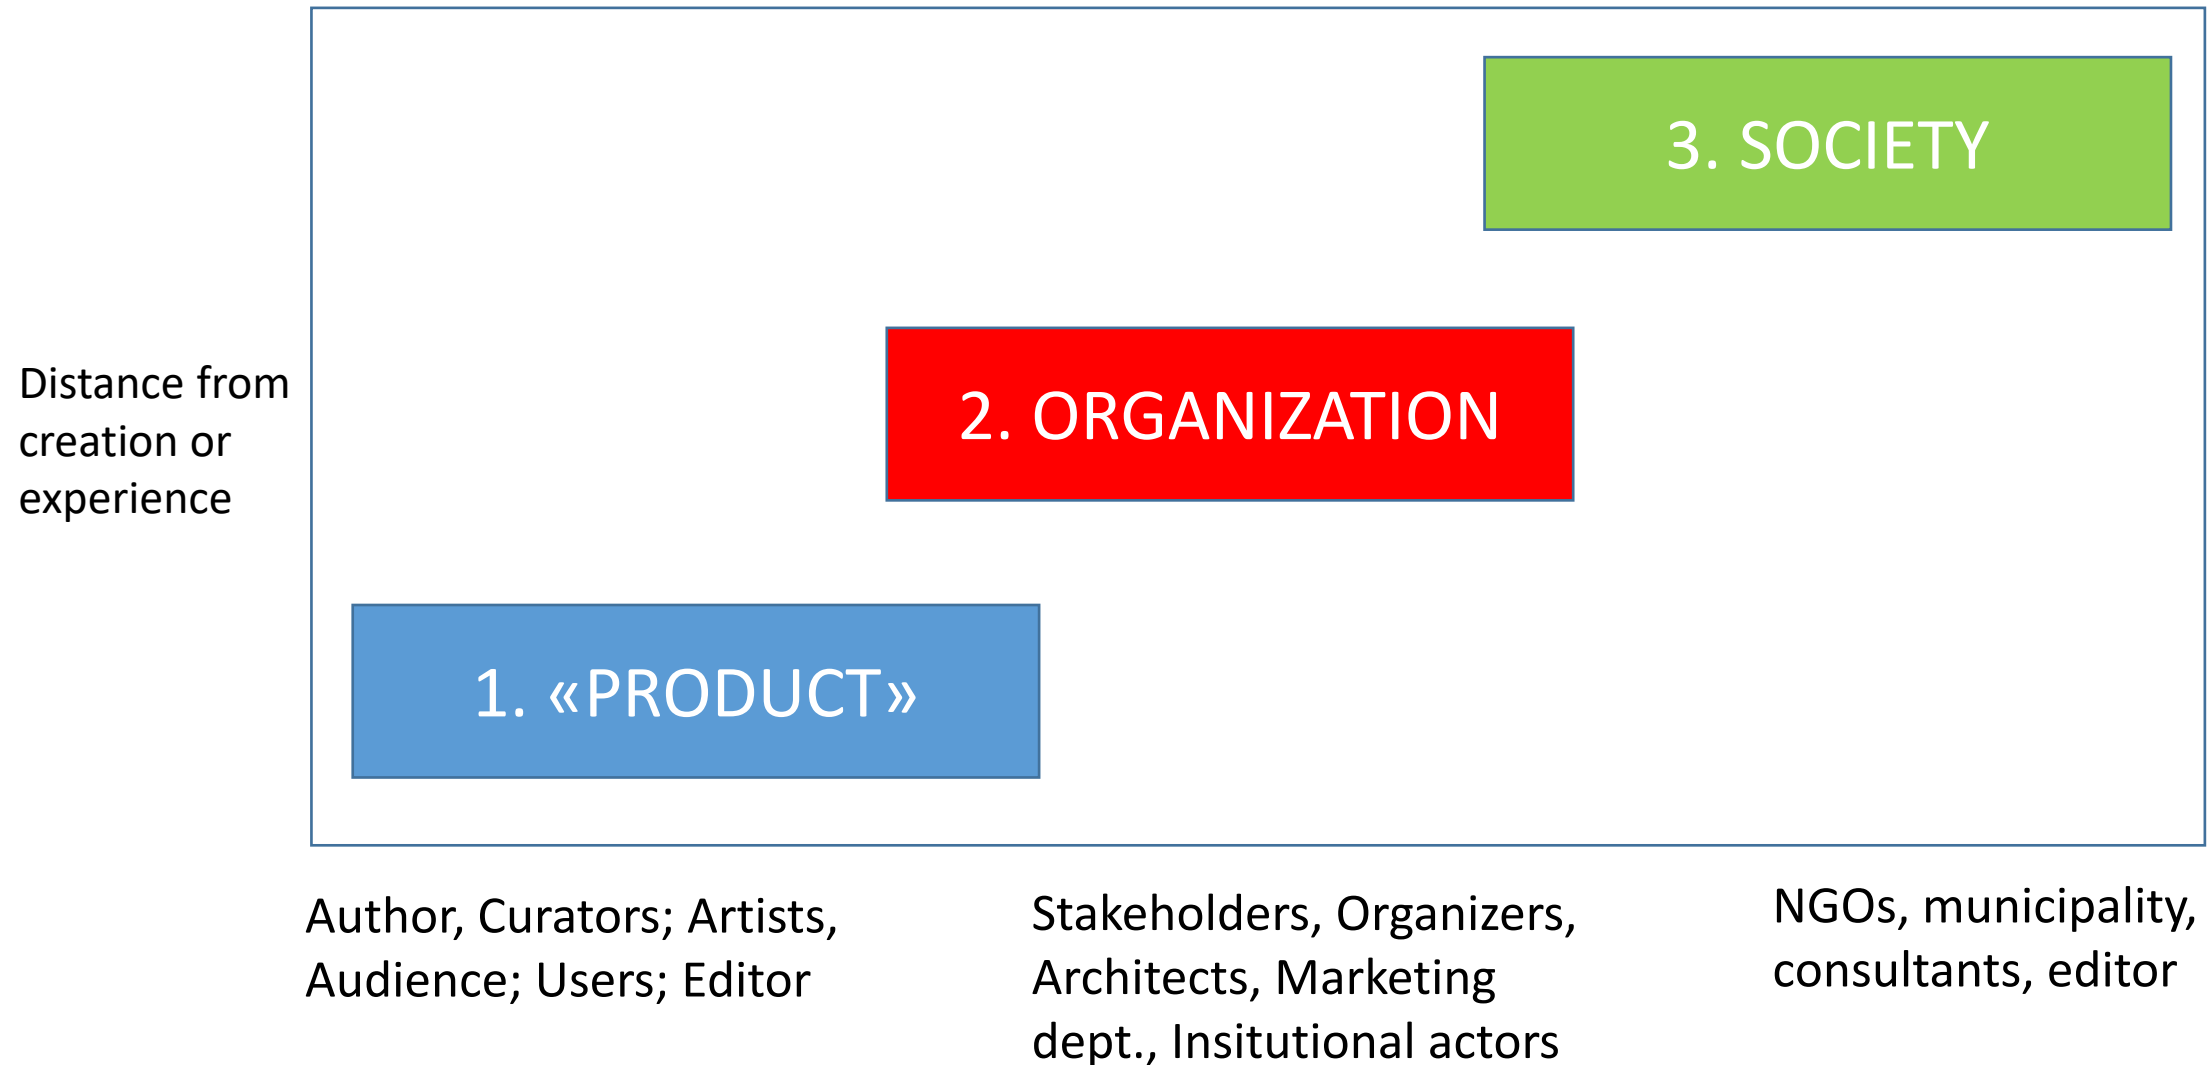 3. SOCIETY
Distance from
creation or
experience
2. ORGANIZATION
1. «PRODUCT»
Author, Curators; Artists,
Audience; Users; Editor
Stakeholders, Organizers,
Architects, Marketing
dept., Insitutional actors
NGOs, municipality,
consultants, editor